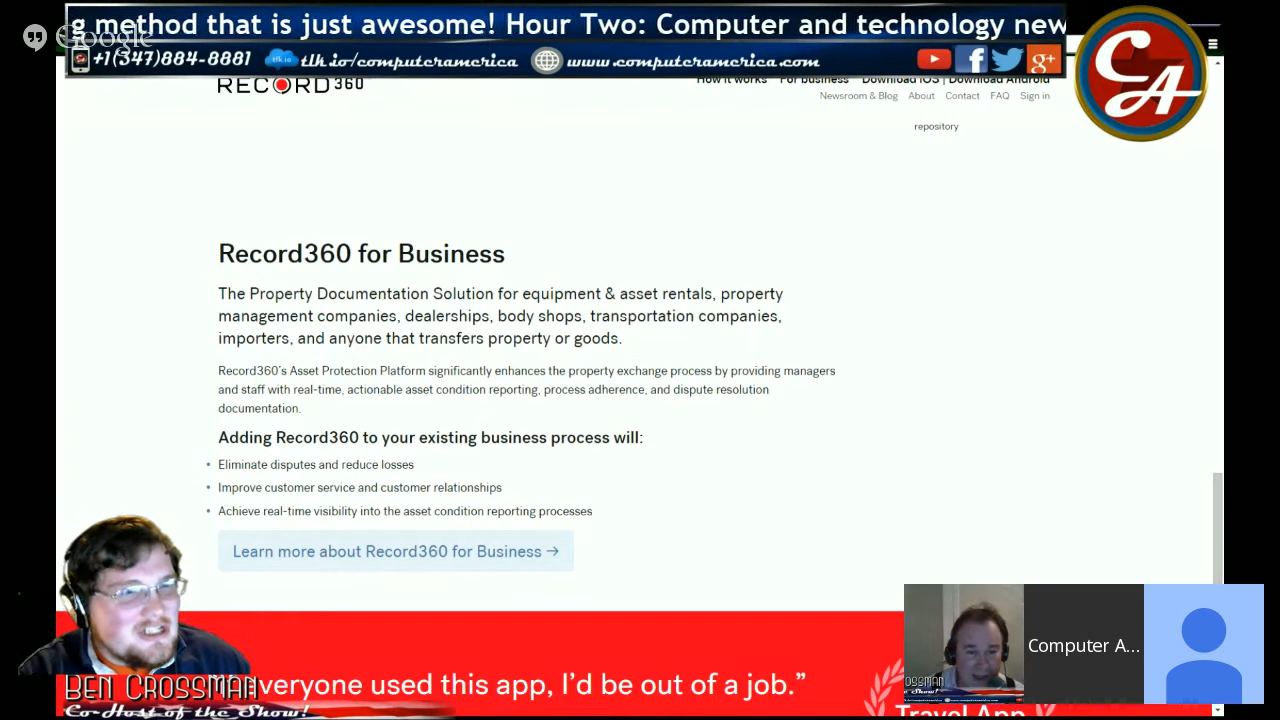 g method that is just awesome! Hour Two: Computer and technology new
Google
+1(347)884-8881 tlk.io/computeramerica www.computeramerica.com
CA
RECORD 360
How it works For business Download iOS | Download Android
Newsroom & Blog About Contact FAQ Sign in
repository
Record360 for Business
The Property Documentation Solution for equipment & asset rentals, property
management companies, dealerships, body shops, transportation companies,
importers, and anyone that transfers property or goods.
Record360's Asset Protection Platform significantly enhances the property exchange process by providing managers
and staff with real-time, actionable asset condition reporting, process adherence, and dispute resolution
documentation.
Adding Record360 to your existing business process will:
• Eliminate disputes and reduce losses
• Improve customer service and customer relationships
• Achieve real-time visibility into the asset condition reporting processes
Learn more about Record360 for Business →
Computer A...
BEN CROSSMAN
everyone used this app, I'd be out of a job.”
Co-Host of the Show!
Travel App